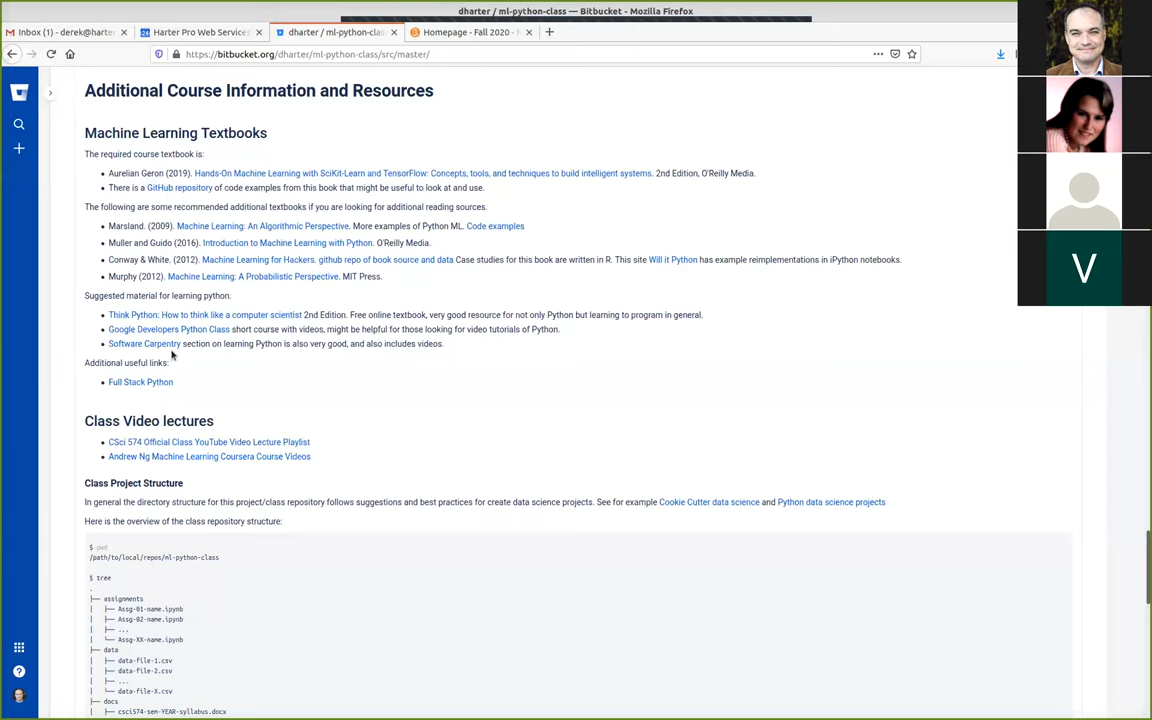 dharter / ml-python-class — Bitbucket - Mozilla Firefox
Inbox (1) - derek@harter
Harter Pro Web Services
dharter / ml-python-class
Homepage - Fall 2020 -
https://bitbucket.org/dharter/ml-python-class/src/master/
Additional Course Information and Resources
Machine Learning Textbooks
The required course textbook is:
• Aurelian Geron (2019). Hands-On Machine Learning with SciKit-Learn and TensorFlow: Concepts, tools, and techniques to build intelligent systems. 2nd Edition, O'Reilly Media.
• There is a GitHub repository of code examples from this book that might be useful to look at and use.
The following are some recommended additional textbooks if you are looking for additional reading sources.
• Marsland. (2009). Machine Learning: An Algorithmic Perspective. More examples of Python ML. Code examples
• Muller and Guido (2016). Introduction to Machine Learning with Python. O'Reilly Media.
• Conway & White. (2012). Machine Learning for Hackers. github repo of book source and data Case studies for this book are written in R. This site Will it Python has example reimplementations in iPython notebooks.
• Murphy (2012). Machine Learning: A Probabilistic Perspective. MIT Press.
Suggested material for learning python:
• Think Python: How to think like a computer scientist 2nd Edition. Free online textbook, very good resource for not only Python but learning to program in general.
• Google Developers Python Class short course with videos, might be helpful for those looking for video tutorials of Python.
• Software Carpentry section on learning Python is also very good, and also includes videos.
Additional useful links:
• Full Stack Python
Class Video lectures
• CSci 574 Official Class YouTube Video Lecture Playlist
• Andrew Ng Machine Learning Coursera Course Videos
Class Project Structure
In general the directory structure for this project/class repository follows suggestions and best practices for create data science projects. See for example Cookie Cutter data science and Python data science projects
Here is the overview of the class repository structure:
$ pwd
/path/to/local/repos/ml-python-class
$ tree
.
├── assignments
│   ├── Assg-01-name.ipynb
│   ├── Assg-02-name.ipynb
│   ├── ...
│   └── Assg-XX-name.ipynb
├── data
│   ├── data-file-1.csv
│   ├── data-file-2.csv
│   ├── ...
│   └── data-file-X.csv
├── docs
│   ├── csci574-sem-YEAR-syllabus.docx
V